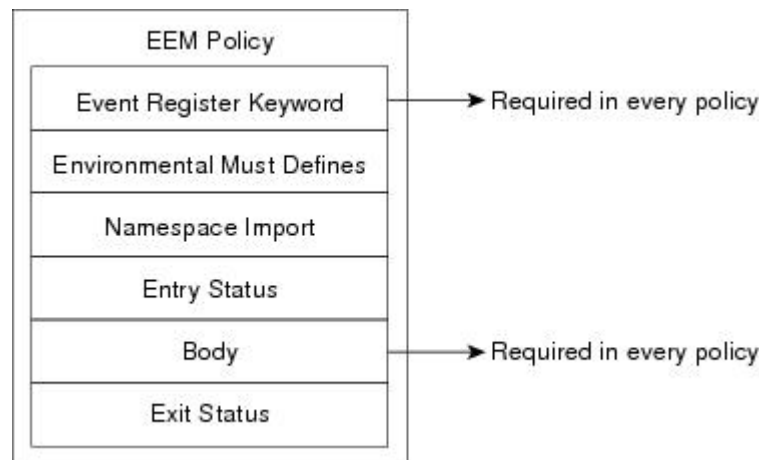 EEM Policy
Event Register Keyword
Required in every policy
Environmental Must Defines
Namespace Import
Entry Status
Body
Required in every policy
Exit Status